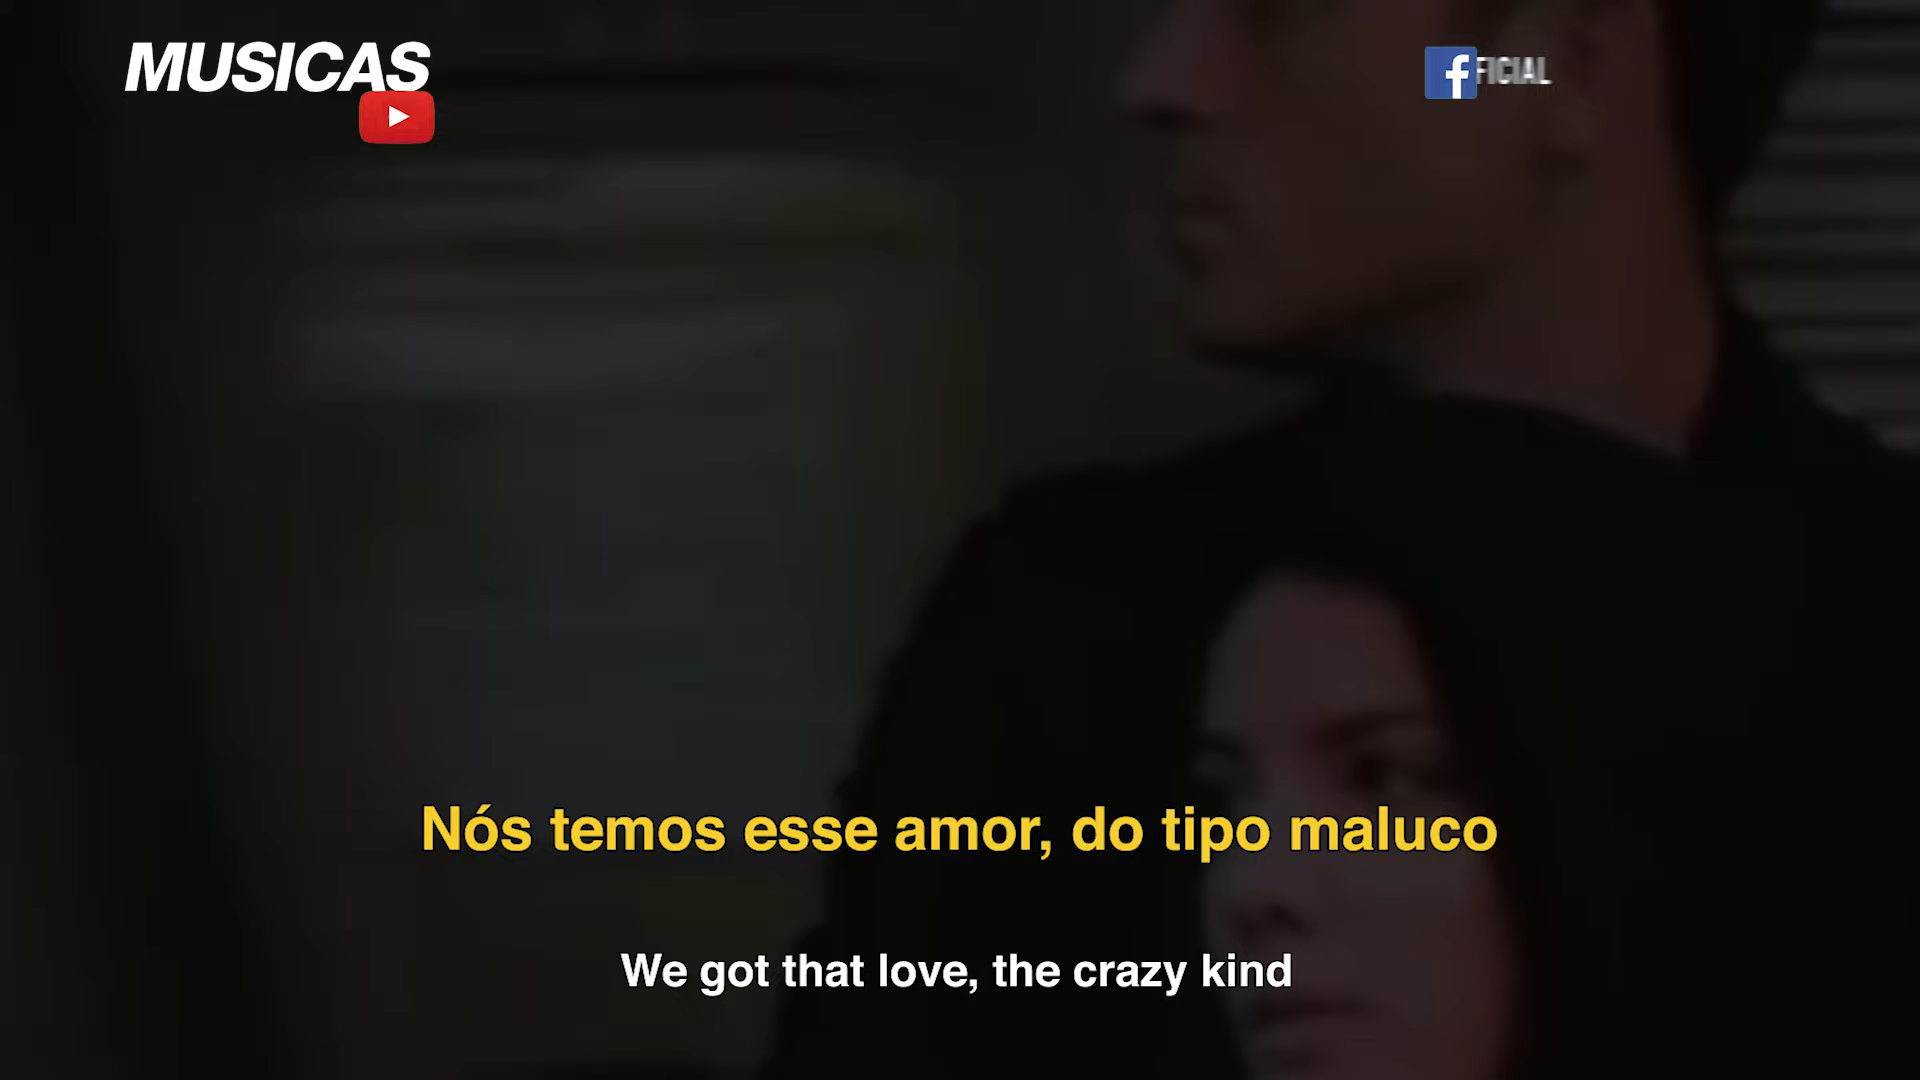 MUSICAS
FICIAL
Nós temos esse amor, do tipo maluco
We got that love, the crazy kind